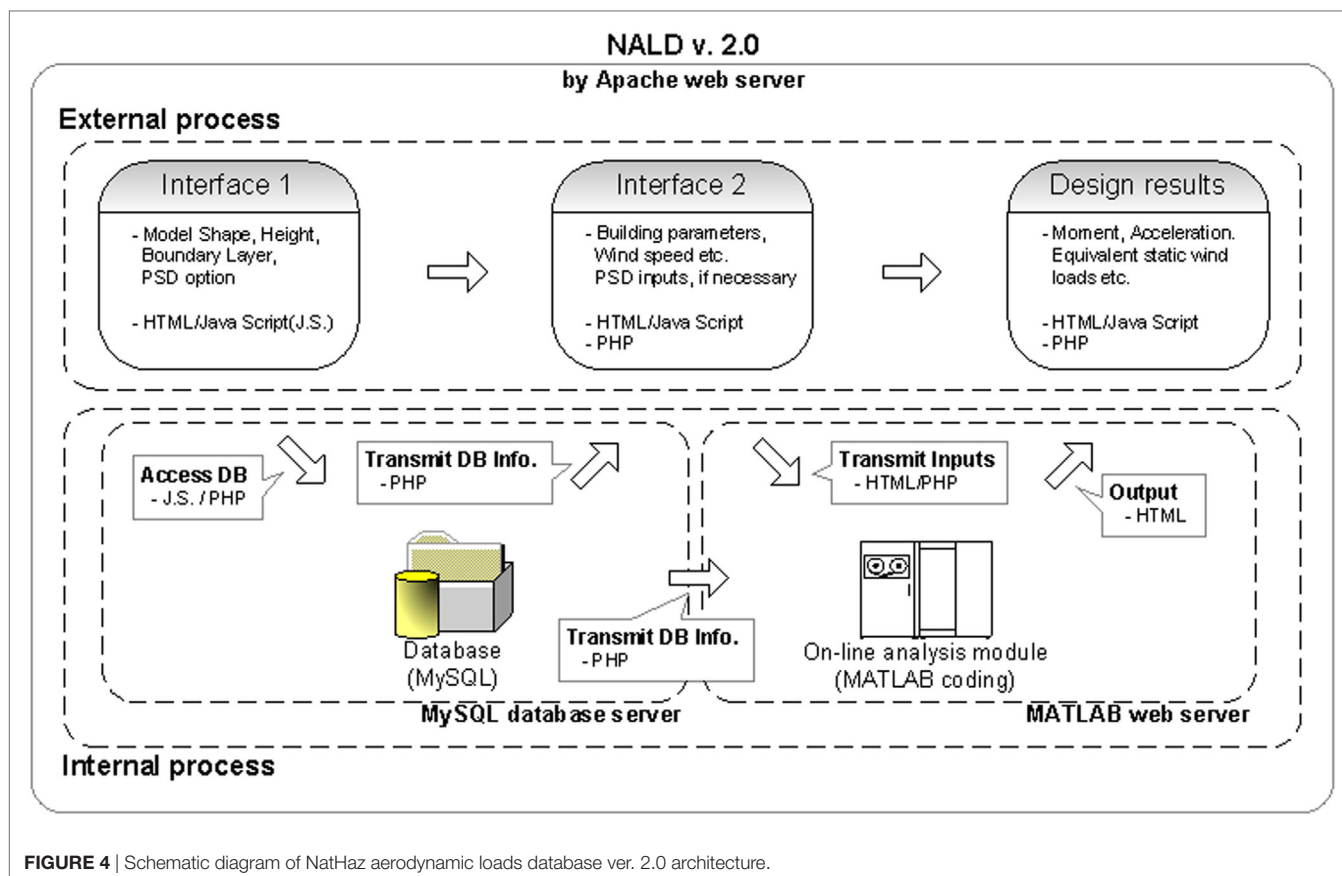 NALD v. 2.0
by Apache web server
External process
Interface 1
- Model Shape, Height,
Boundary Layer,
PSD option
- HTML/Java Script(J.S.)
Interface 2
- Building parameters,
Wind speed etc.
PSD inputs, if necessary
- HTML/Java Script
- PHP
Design results
- Moment, Acceleration.
Equivalent static wind
loads etc.
- HTML/Java Script
- PHP
Access DB
- J.S. / PHP
Transmit DB Info.
- PHP
Transmit Inputs
- HTML/PHP
Output
- HTML
Database
(MySQL)
Transmit DB Info.
- PHP
On-line analysis module
(MATLAB coding)
MySQL database server
MATLAB web server
Internal process
FIGURE 4 | Schematic diagram of NatHaz aerodynamic loads database ver. 2.0 architecture.